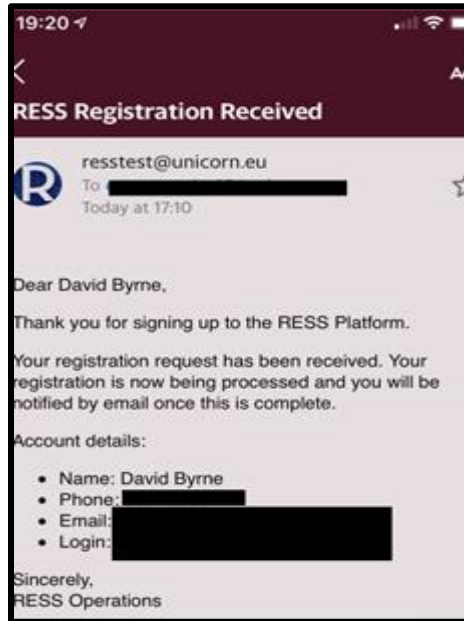 19:20
RESS Registration Received
R
resstest@unicorn.eu
To
Today at 17:10
Dear David Byrne,
Thank you for signing up to the RESS Platform.
Your registration request has been received. Your
registration is now being processed and you will be
notified by email once this is complete.
Account details:
• Name: David Byrne
• Phone:
• Email:
• Login:
Sincerely,
RESS Operations